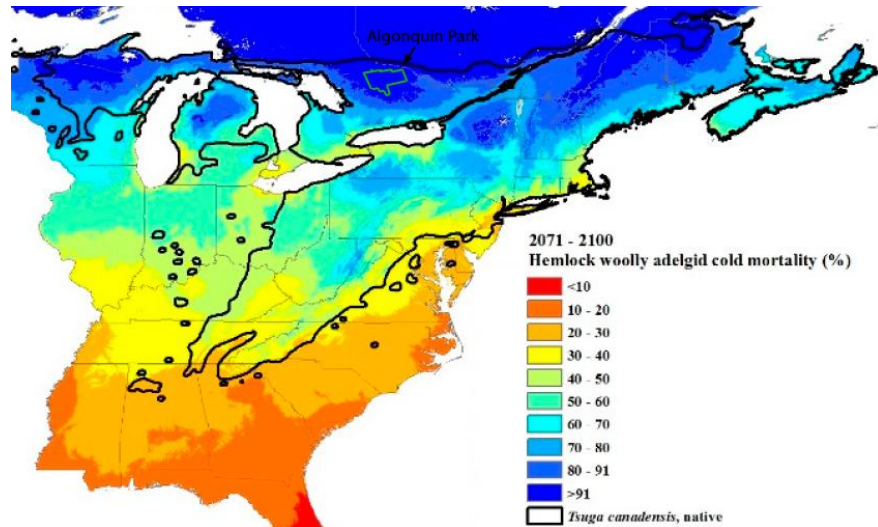 Algonquin Park
2071 - 2100
Hemlock woolly adelgid cold mortality (%)
<10
10 - 20
20 - 30
30 - 40
40 - 50
50 - 60
60 - 70
70 - 80
80 - 91
>91
Tsuga canadensis, native